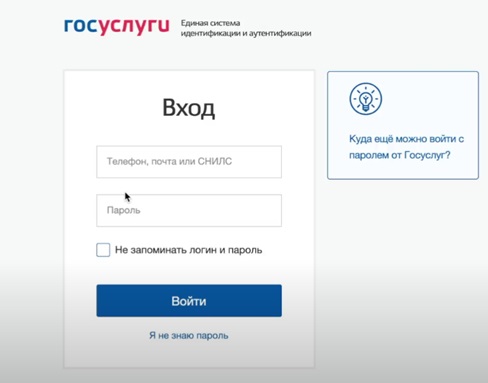 госуслуги
Единая система
идентификации и аутентификации
Вход
Телефон, почта или СНИЛС
Пароль
Не запоминать логин и пароль
Войти
Я не знаю пароль
Куда ещё можно войти с
паролем от Госуслуг?